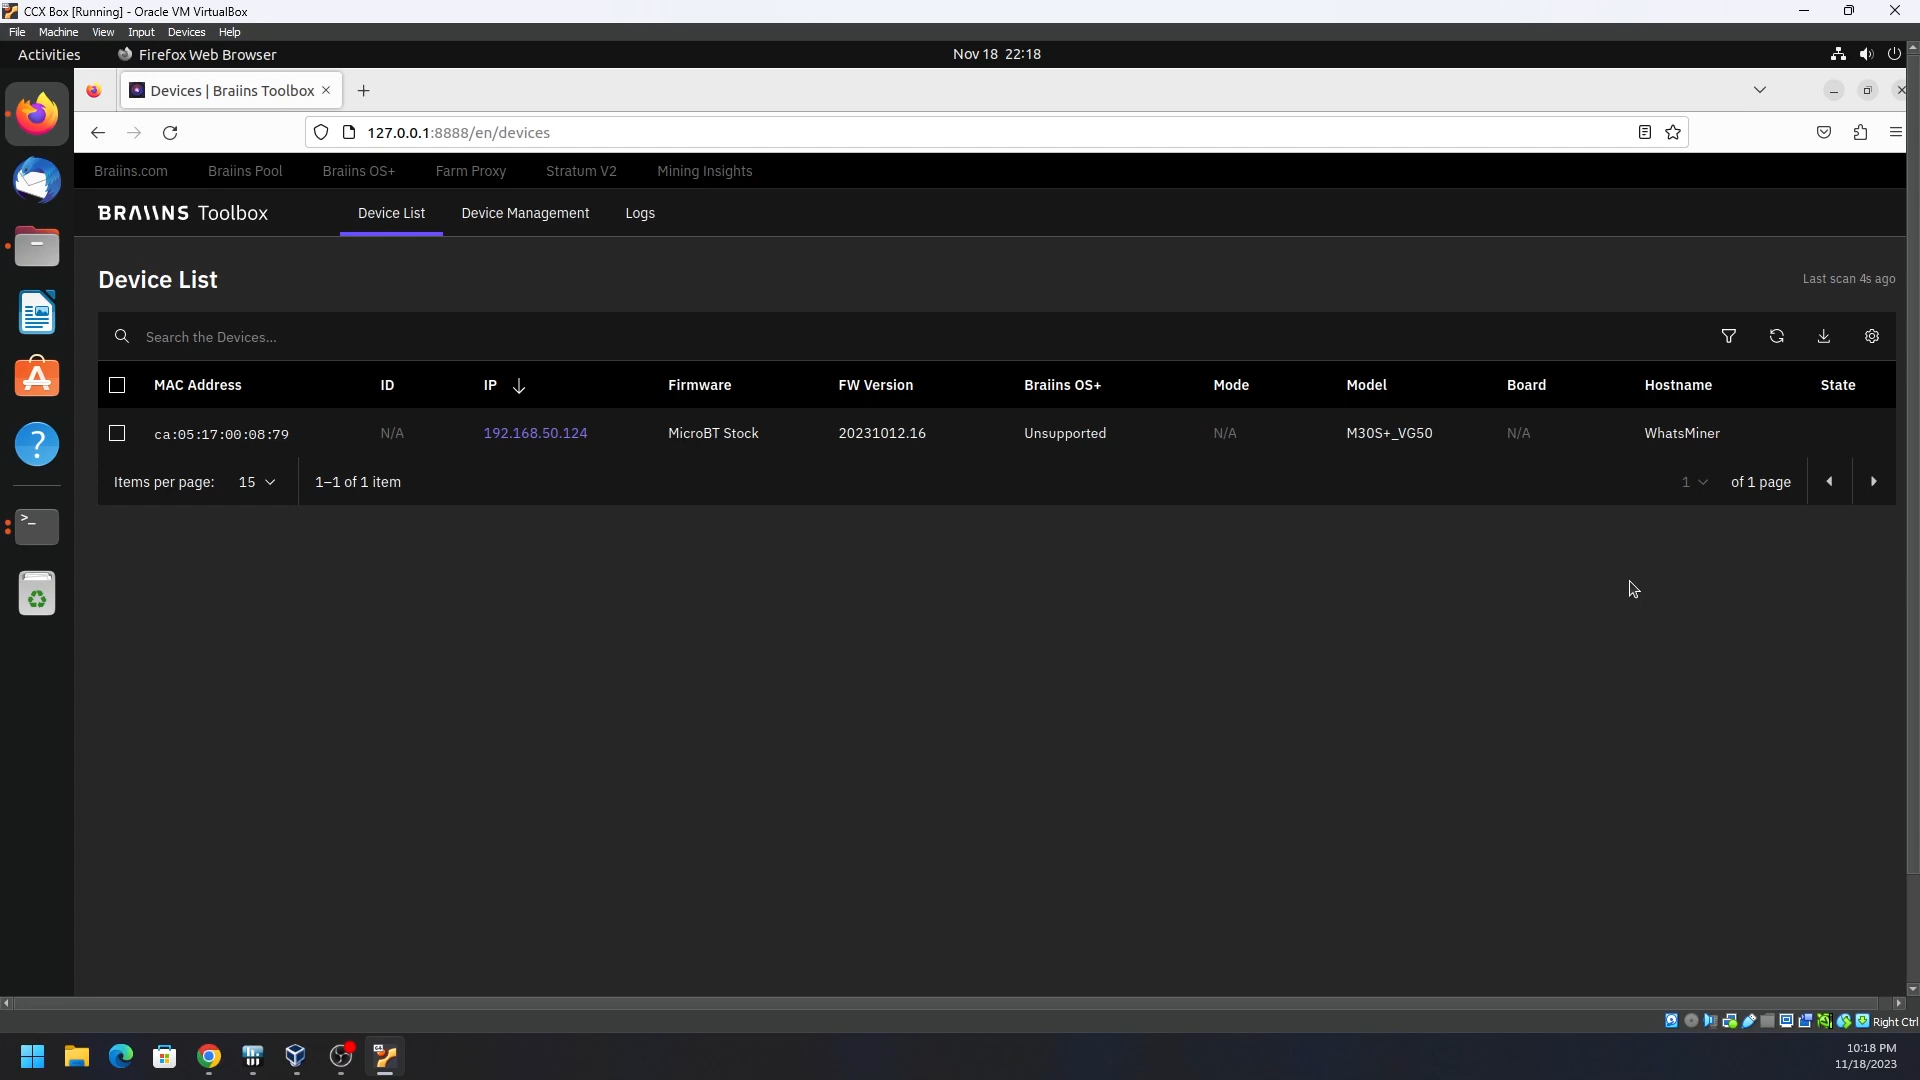 CCX Box [Running] - Oracle VM VirtualBox
File Machine View Input Devices Help
Activities Firefox Web Browser Nov 18 22:18
Devices | Braiins Toolbox
127.0.0.1:8888/en/devices
Braiins.com Braiins Pool Braiins OS+ Farm Proxy Stratum V2 Mining Insights
BRAIINS Toolbox Device List Device Management Logs
Device List Last scan 4s ago
Search the Devices...
MAC Address ID IP Firmware FW Version Braiins OS+ Mode Model Board Hostname State
ca:05:17:00:08:79 N/A 192.168.50.124 MicroBT Stock 20231012.16 Unsupported N/A M30S+_VG50 N/A WhatsMiner
Items per page: 15 1–1 of 1 item 1 of 1 page
Right Ctrl
10:18 PM
11/18/2023